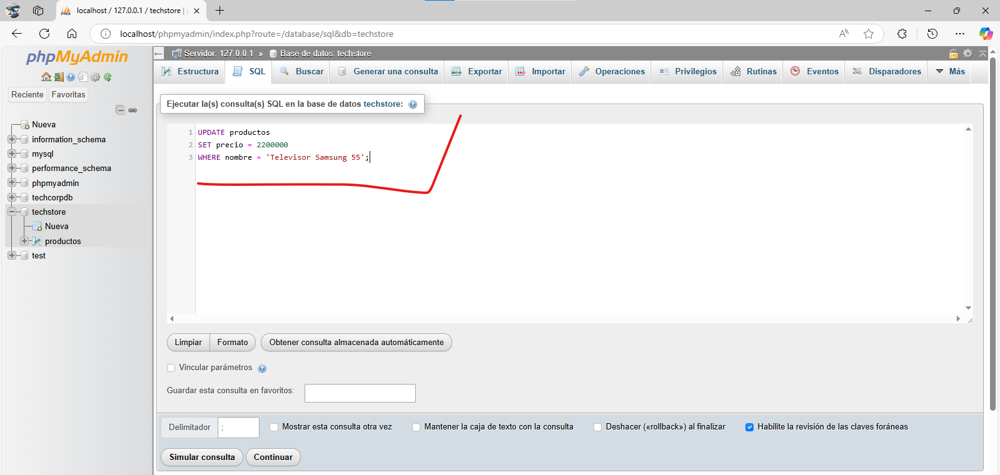 localhost / 127.0.0.1 / techstore |
localhost/phpmyadmin/index.php?route=/database/sql&db=techstore
phpMyAdmin
Reciente
Favoritas
Nueva
information_schema
mysql
performance_schema
phpmyadmin
techcorpdb
techstore
Nueva
productos
test
Servidor: 127.0.0.1 » Base de datos: techstore
Estructura SQL Buscar Generar una consulta Exportar Importar Operaciones Privilegios Rutinas Eventos Disparadores Más
Ejecutar la(s) consulta(s) SQL en la base de datos techstore:
1 UPDATE productos
2 SET precio = 2200000
3 WHERE nombre = 'Televisor Samsung 55';
Limpiar Formato Obtener consulta almacenada automáticamente
Vincular parámetros
Guardar esta consulta en favoritos:
Delimitador ; Mostrar esta consulta otra vez Mantener la caja de texto con la consulta Deshacer («rollback») al finalizar Habilite la revisión de las claves foráneas
Simular consulta Continuar